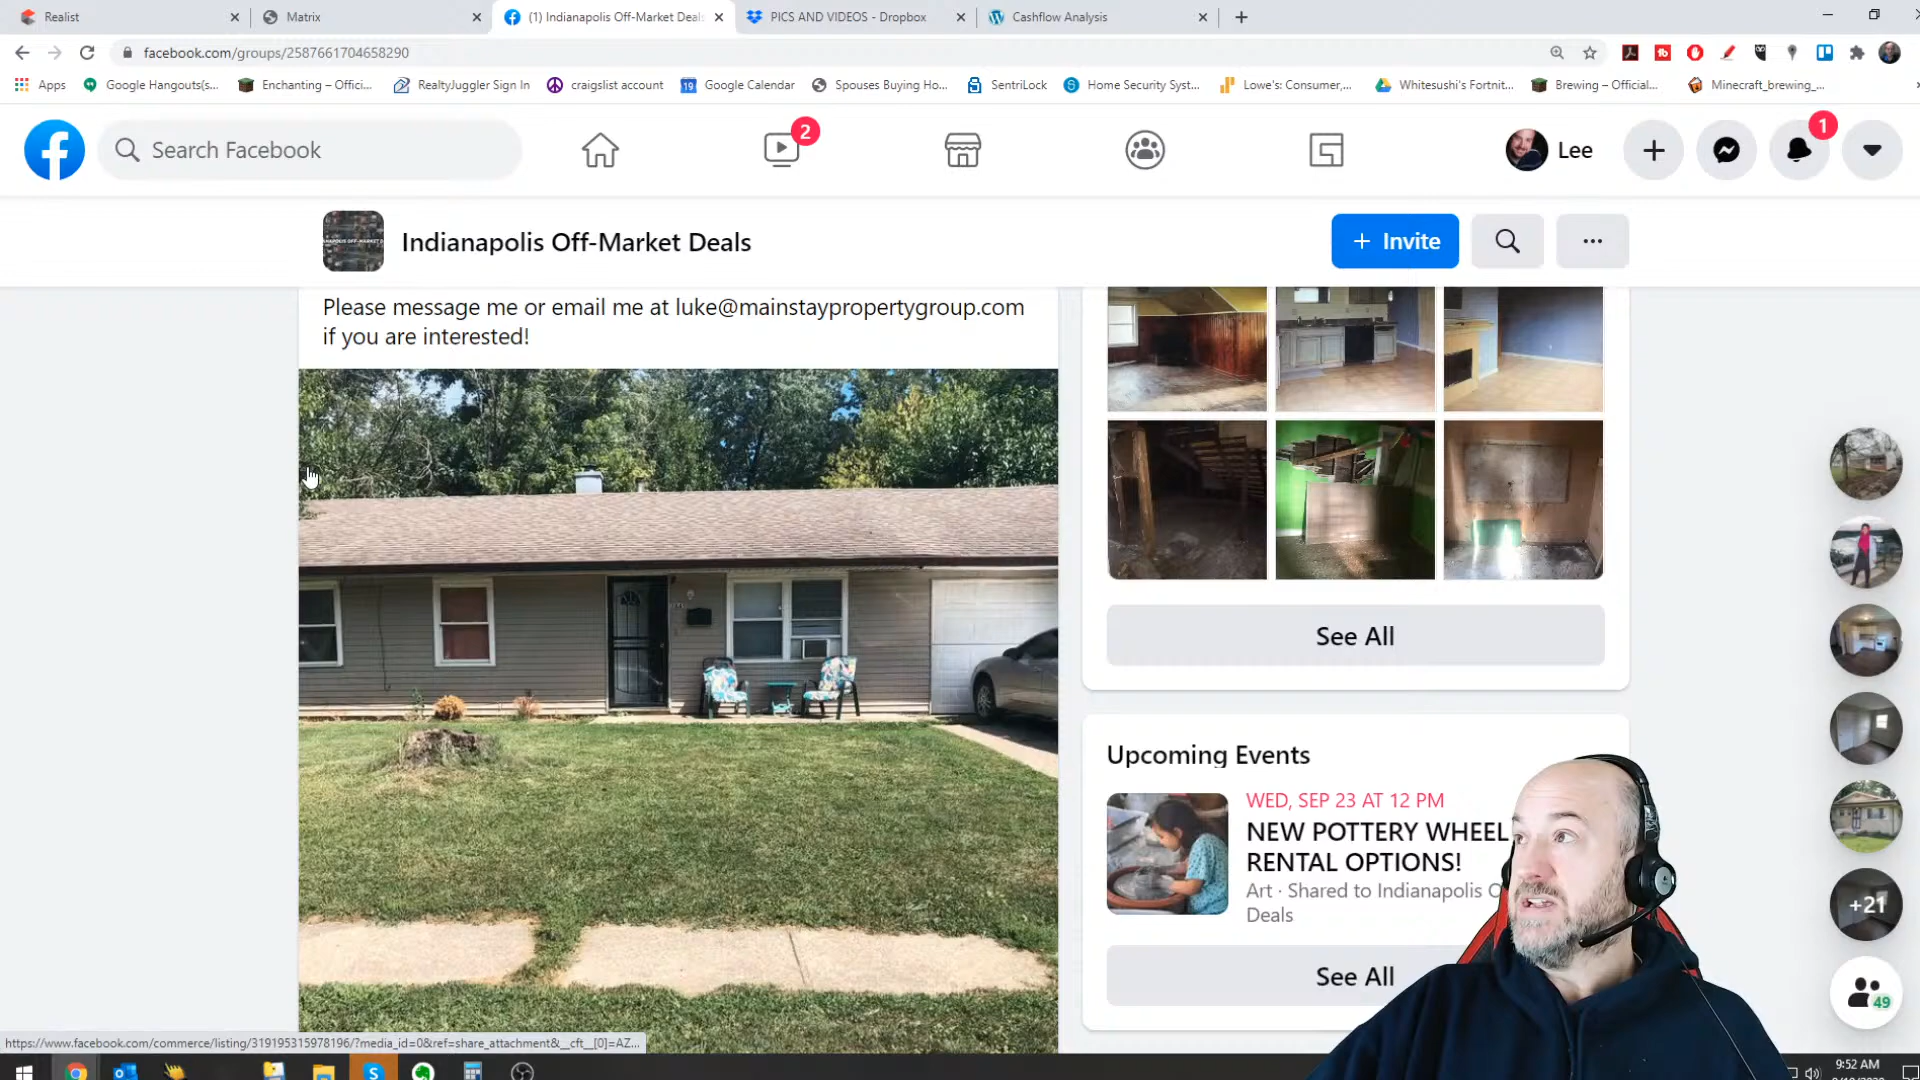 Realist
Matrix
(1) Indianapolis Off-Market Deals
PICS AND VIDEOS - Dropbox
Cashflow Analysis
facebook.com/groups/2587661704658290
Apps
Google Hangouts(s...
Enchanting – Offici...
RealtyJuggler Sign In
craigslist account
19
Google Calendar
Spouses Buying Ho...
SentriLock
Home Security Syst...
Lowe's: Consumer,...
Whitesushi's Fortnit...
Brewing – Official...
Minecraft_brewing_...
Search Facebook
2
Lee
1
Indianapolis Off-Market Deals
+ Invite
Please message me or email me at luke@mainstaypropertygroup.com
if you are interested!
See All
Upcoming Events
WED, SEP 23 AT 12 PM
NEW POTTERY WHEEL
RENTAL OPTIONS!
Art · Shared to Indianapolis O
Deals
See All
+21
49
https://www.facebook.com/commerce/listing/319195315978196/?media_id=0&ref=share_attachment&__cft__[0]=AZ...
9:52 AM